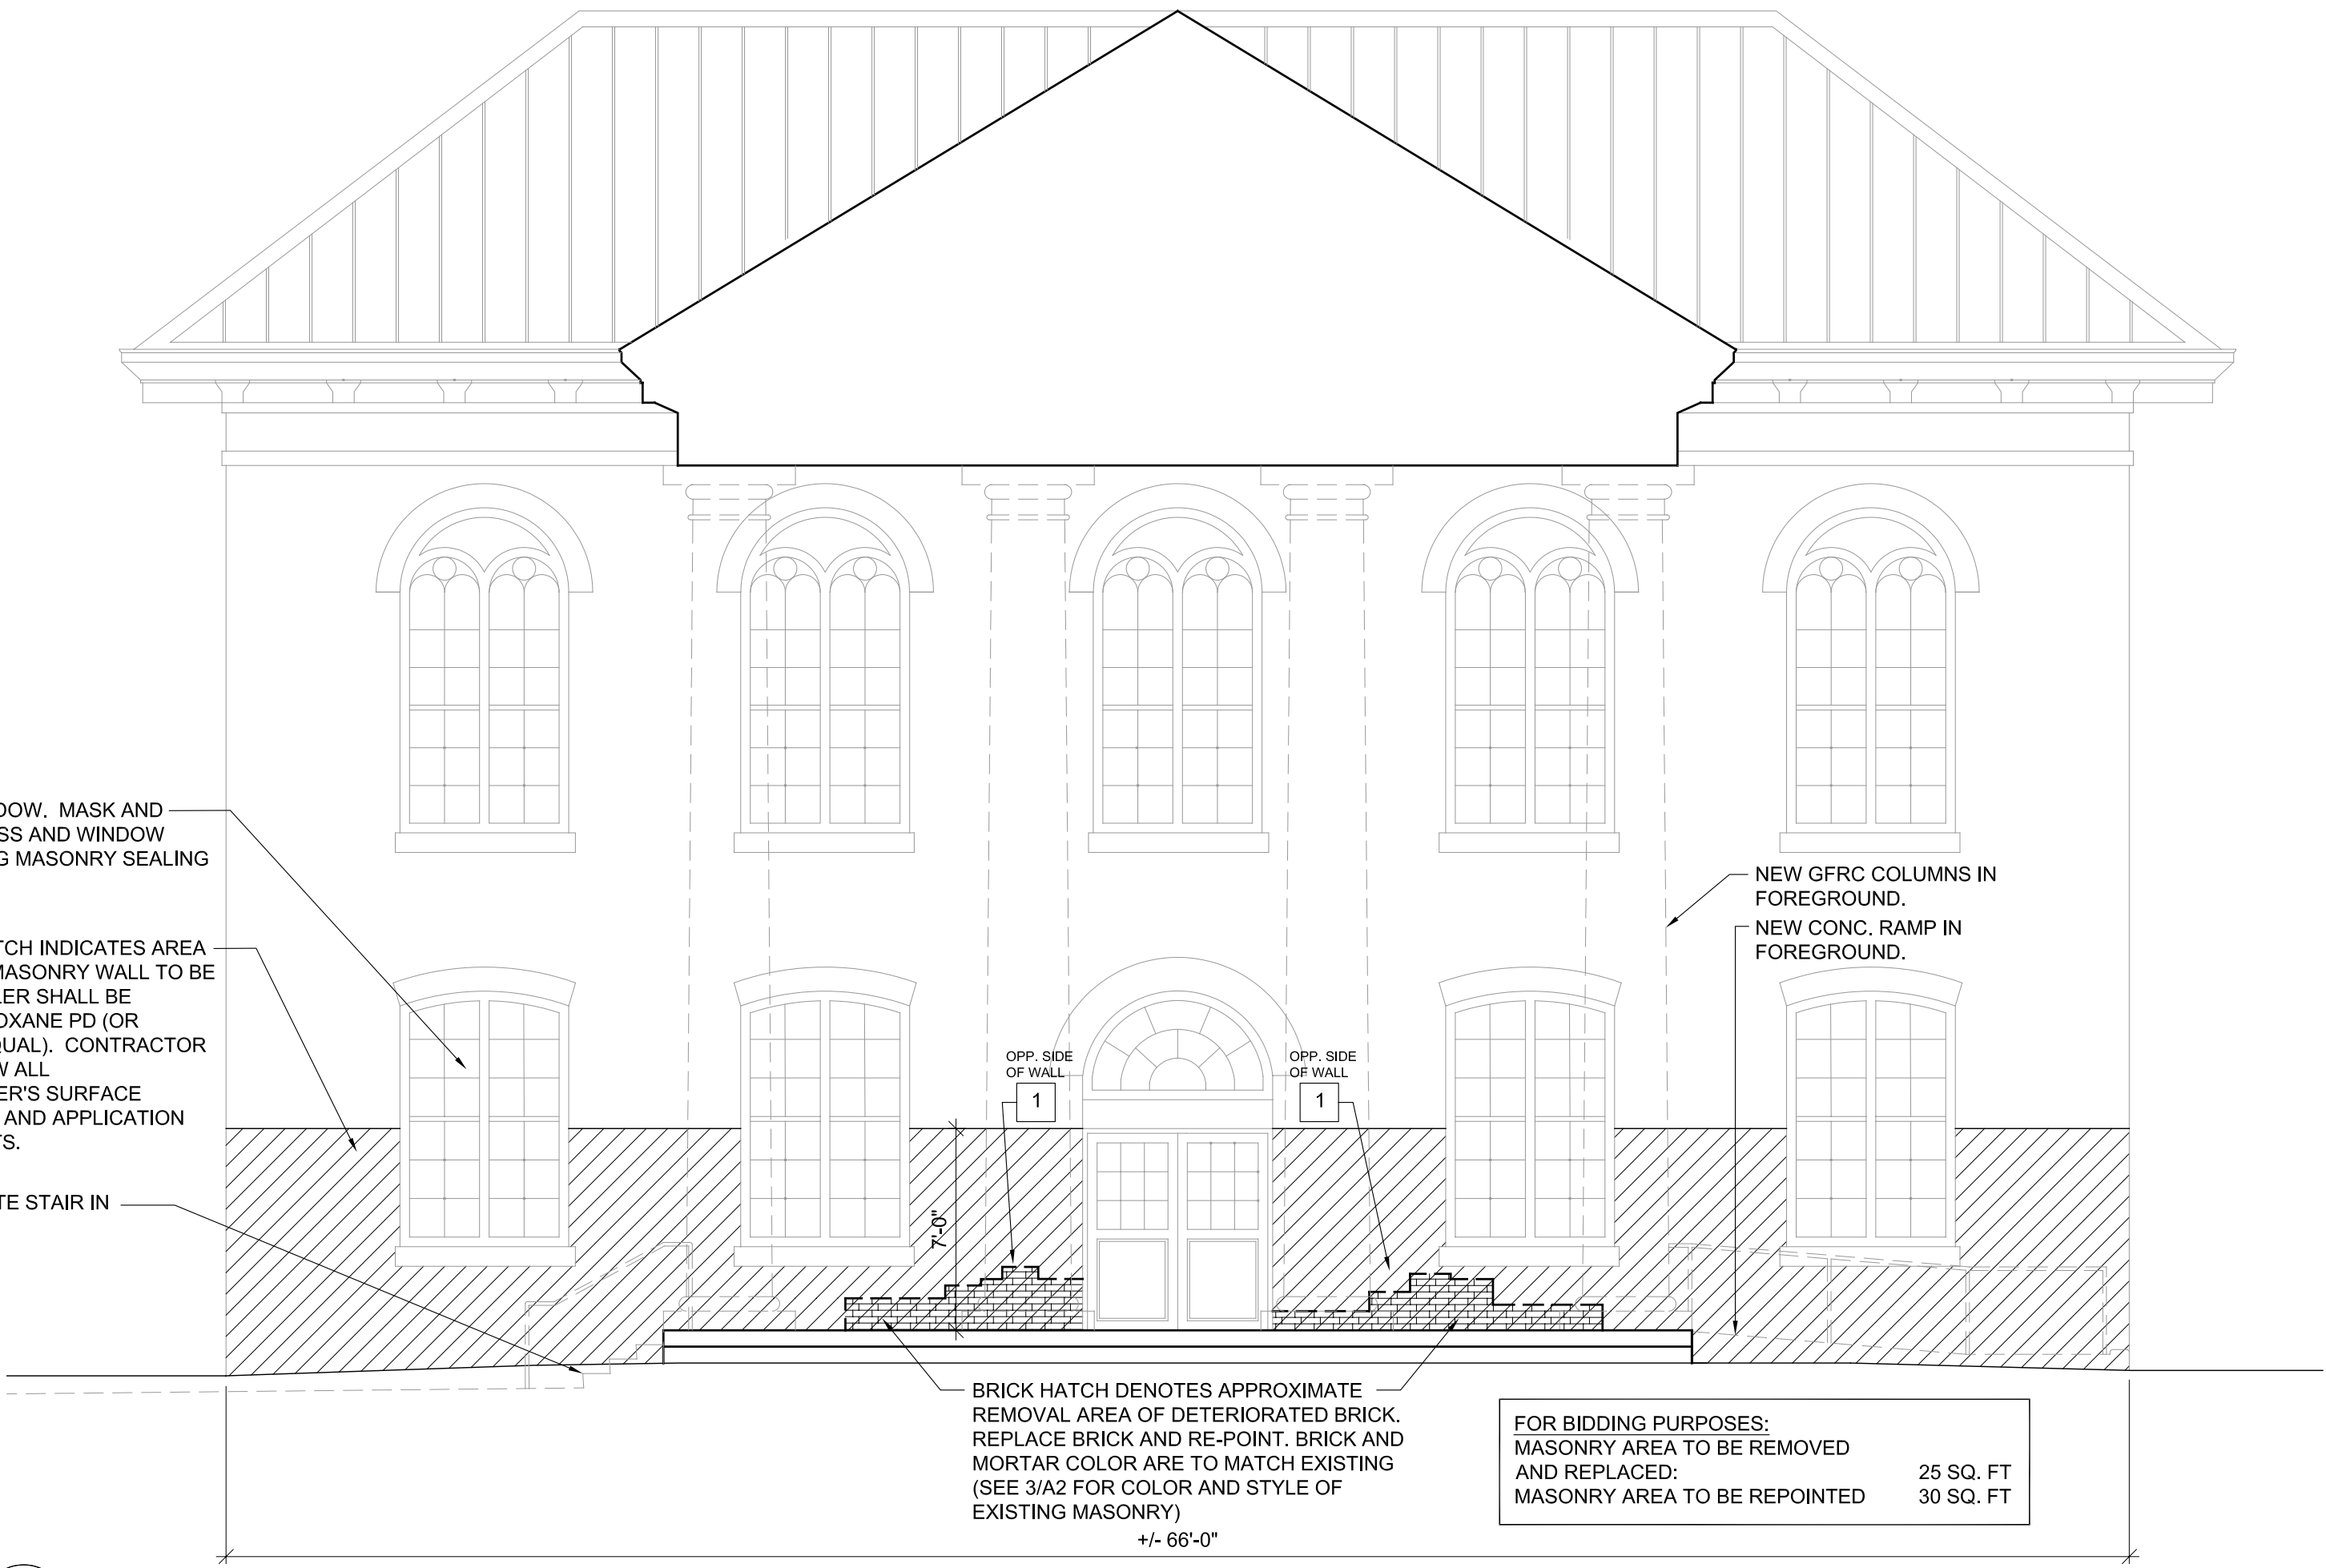 DOW. MASK AND
SS AND WINDOW
G MASONRY SEALING
TCH INDICATES AREA
MASONRY WALL TO BE
LER SHALL BE
OXANE PD (OR
QUAL). CONTRACTOR
W ALL
ER'S SURFACE
AND APPLICATION
TS.
TE STAIR IN
OPP. SIDE
OF WALL
1
OPP. SIDE
OF WALL
1
7'-0"
NEW GFRC COLUMNS IN
FOREGROUND.
NEW CONC. RAMP IN
FOREGROUND.
BRICK HATCH DENOTES APPROXIMATE
REMOVAL AREA OF DETERIORATED BRICK.
REPLACE BRICK AND RE-POINT. BRICK AND
MORTAR COLOR ARE TO MATCH EXISTING
(SEE 3/A2 FOR COLOR AND STYLE OF
EXISTING MASONRY)
FOR BIDDING PURPOSES:
MASONRY AREA TO BE REMOVED
AND REPLACED: 25 SQ. FT
MASONRY AREA TO BE REPOINTED 30 SQ. FT
+/- 66'-0"